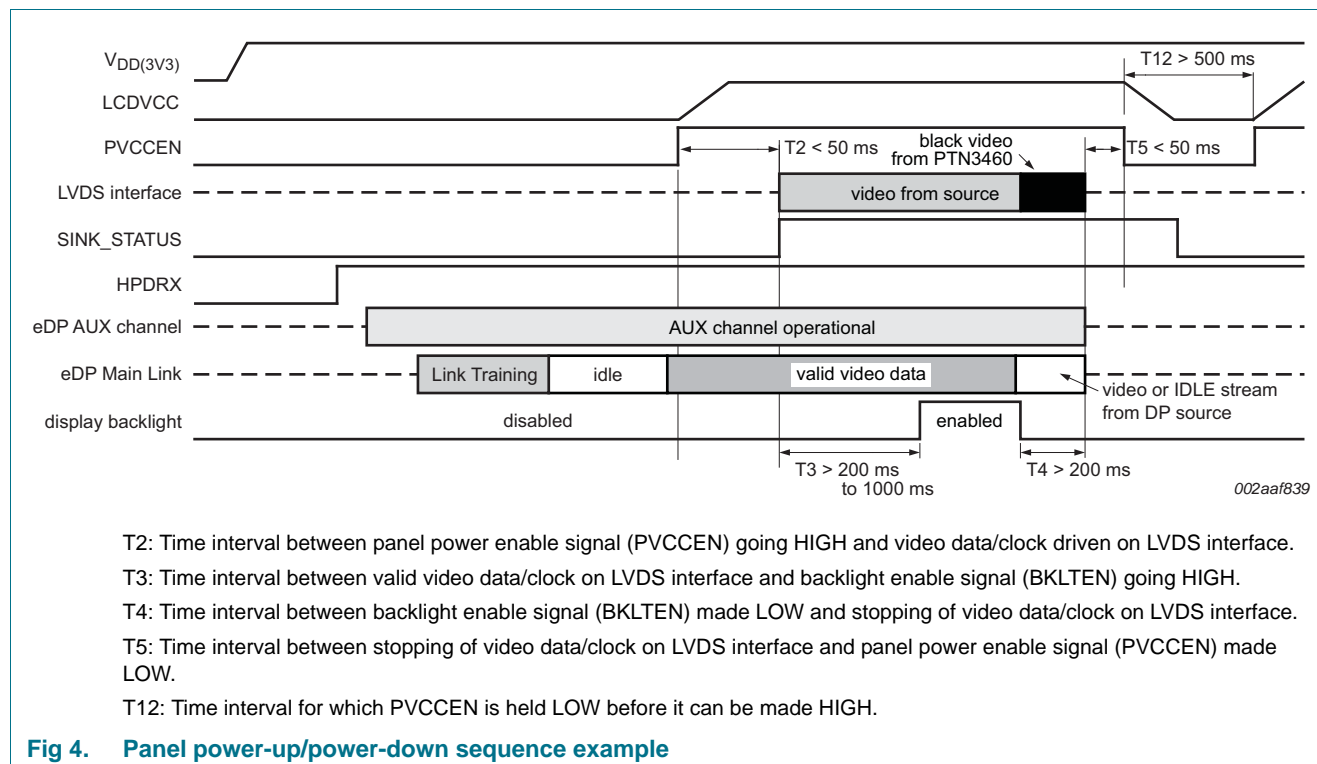 VDD(3V3)
T12 > 500 ms
LCDVCC
PVCCEN
T2 < 50 ms
black video
from PTN3460
T5 < 50 ms
LVDS interface
video from source
SINK_STATUS
HPDRX
eDP AUX channel
AUX channel operational
eDP Main Link
Link Training
idle
valid video data
video or IDLE stream
from DP source
display backlight
disabled
enabled
T3 > 200 ms
to 1000 ms
T4 > 200 ms
002aaf839
T2: Time interval between panel power enable signal (PVCCEN) going HIGH and video data/clock driven on LVDS interface.
T3: Time interval between valid video data/clock on LVDS interface and backlight enable signal (BKLTEN) going HIGH.
T4: Time interval between backlight enable signal (BKLTEN) made LOW and stopping of video data/clock on LVDS interface.
T5: Time interval between stopping of video data/clock on LVDS interface and panel power enable signal (PVCCEN) made
LOW.
T12: Time interval for which PVCCEN is held LOW before it can be made HIGH.
Fig 4. Panel power-up/power-down sequence example